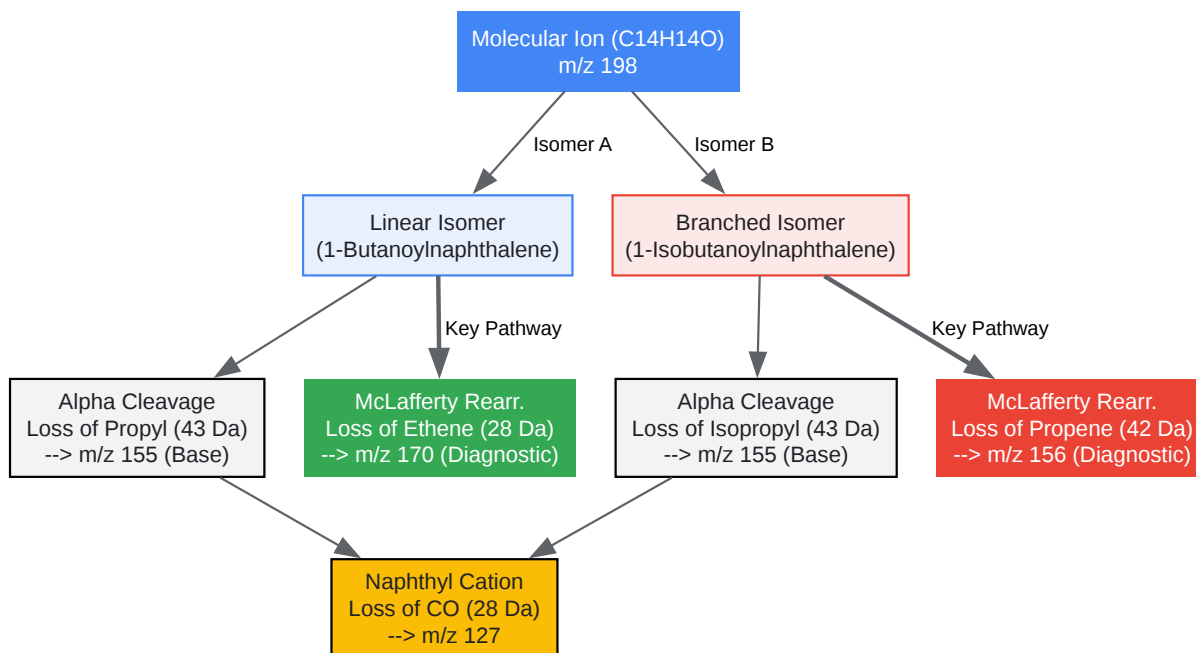 Molecular Ion (C14H14O)
m/z 198
Isomer A
Isomer B
Linear Isomer
(1-Butanoylnaphthalene)
Branched Isomer
(1-Isobutanoylnaphthalene)
Key Pathway
Key Pathway
Alpha Cleavage
Loss of Propyl (43 Da)
--> m/z 155 (Base)
McLafferty Rearr.
Loss of Ethene (28 Da)
--> m/z 170 (Diagnostic)
Alpha Cleavage
Loss of Isopropyl (43 Da)
--> m/z 155 (Base)
McLafferty Rearr.
Loss of Propene (42 Da)
--> m/z 156 (Diagnostic)
Naphthyl Cation
Loss of CO (28 Da)
--> m/z 127